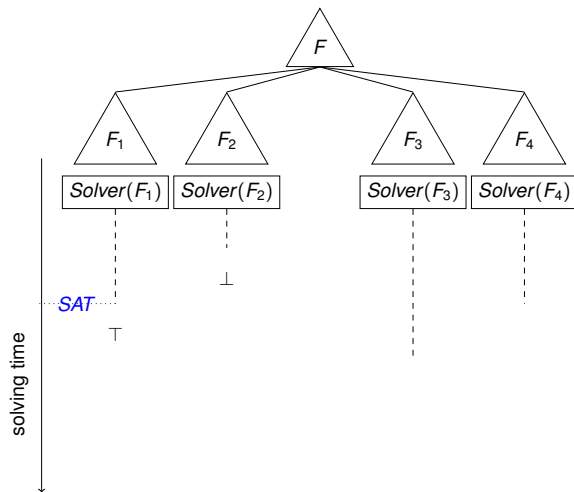 F
F₁
F₂
F₃
F₄
Solver(F₁)
Solver(F₂)
Solver(F₃)
Solver(F₄)
⊥
SAT
⊤
solving time